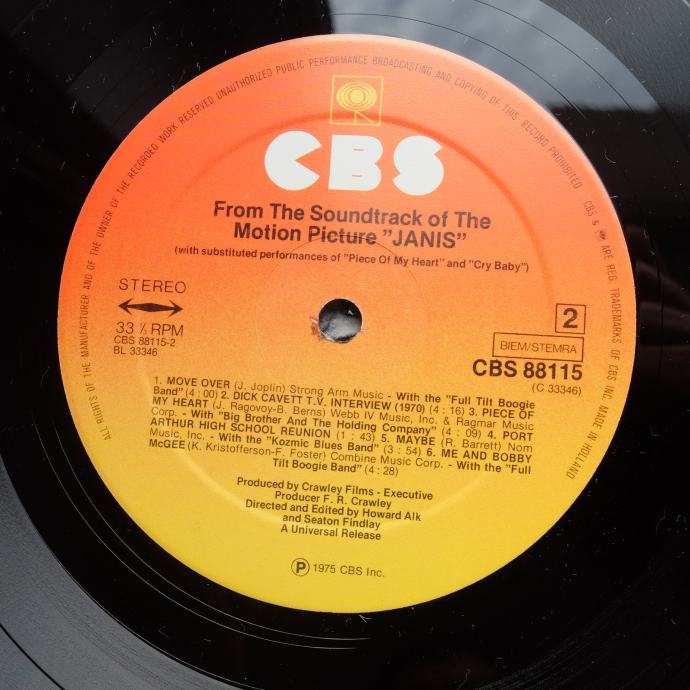 ALL RIGHTS OF THE MANUFACTURER AND OF THE OWNER OF THE RECORDED WORK RESERVED UNAUTHORIZED PUBLIC PERFORMANCE BROADCASTING AND COPYING OF THIS RECORD PROHIBITED CBS & ARE REG. TRADEMARKS OF CBS INC. MADE IN HOLLAND
CBS
From The Soundtrack of The
Motion Picture "JANIS"
(with substituted performances of "Piece Of My Heart" and "Cry Baby")
STEREO
33 ⅓ RPM
CBS 88115-2
BL 33346
2
BIEM/STEMRA
CBS 88115
(C 33346)
1. MOVE OVER (J. Joplin) Strong Arm Music - With the "Full Tilt Boogie
Band" (4 : 00) 2. DICK CAVETT T.V. INTERVIEW (1970) (4 : 16) 3. PIECE OF
MY HEART (J. Ragovoy-B. Berns) Webb IV Music, Inc. & Ragmar Music
Corp. - With "Big Brother And The Holding Company" (4 : 09) 4. PORT
ARTHUR HIGH SCHOOL REUNION (1 : 43) 5. MAYBE (R. Barrett) Nom
Music, Inc. - With the "Kozmic Blues Band" (3 : 54) 6. ME AND BOBBY
McGEE (K. Kristofferson-F. Foster) Combine Music Corp. - With the "Full
Tilt Boogie Band" (4 : 28)
Produced by Crawley Films - Executive
Producer F. R. Crawley
Directed and Edited by Howard Alk
and Seaton Findlay
A Universal Release
Ⓟ 1975 CBS Inc.